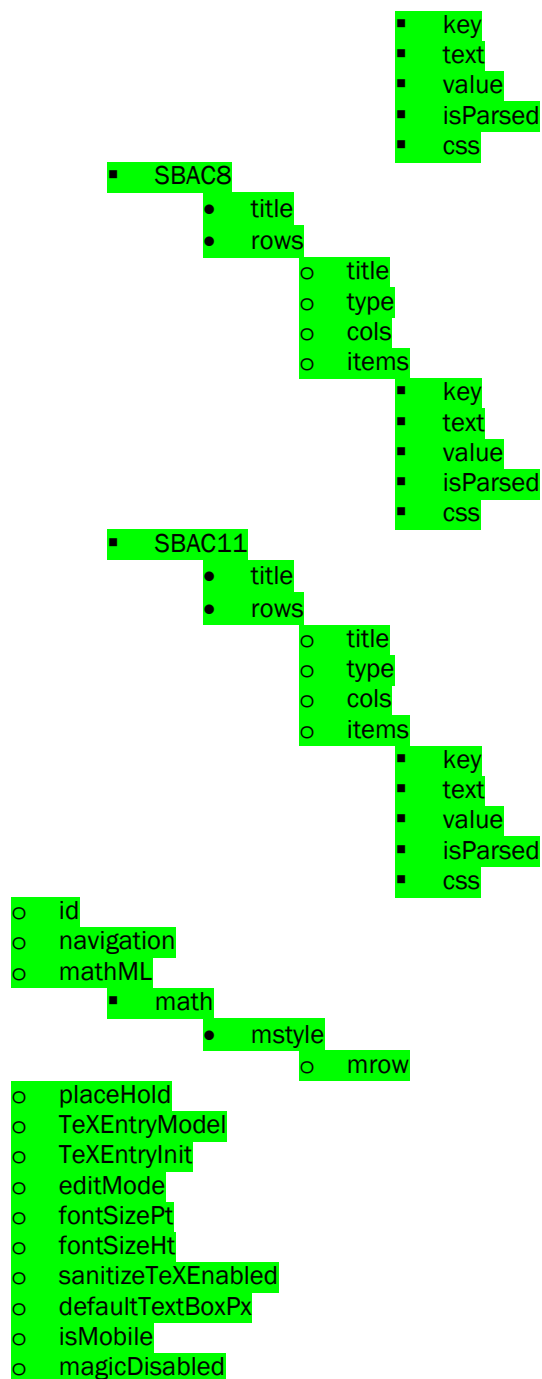 ▪ key
▪ text
▪ value
▪ isParsed
▪ css
▪ SBAC8
• title
• rows
o title
o type
o cols
o items
▪ key
▪ text
▪ value
▪ isParsed
▪ css
▪ SBAC11
• title
• rows
o title
o type
o cols
o items
▪ key
▪ text
▪ value
▪ isParsed
▪ css
o id
o navigation
o mathML
▪ math
• mstyle
o mrow
o placeHold
o TeXEntryModel
o TeXEntryInit
o editMode
o fontSizePt
o fontSizeHt
o sanitizeTeXEnabled
o defaultTextBoxPx
o isMobile
o magicDisabled